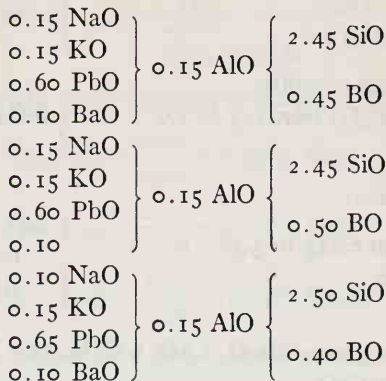 0.15 NaO
0.15 KO
0.60 PbO
0.10 BaO
0.15 AlO
2.45 SiO
0.45 BO
0.15 NaO
0.15 KO
0.60 PbO
0.10
0.15 AlO
2.45 SiO
0.50 BO
0.10 NaO
0.15 KO
0.65 PbO
0.10 BaO
0.15 AlO
2.50 SiO
0.40 BO